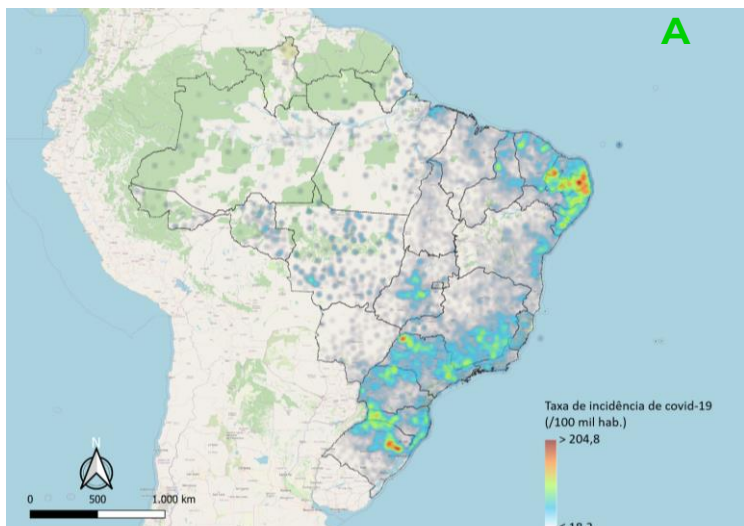 A
Taxa de incidência de covid-19
(/100 mil hab.)
> 204,8
N
0 500 1.000 km